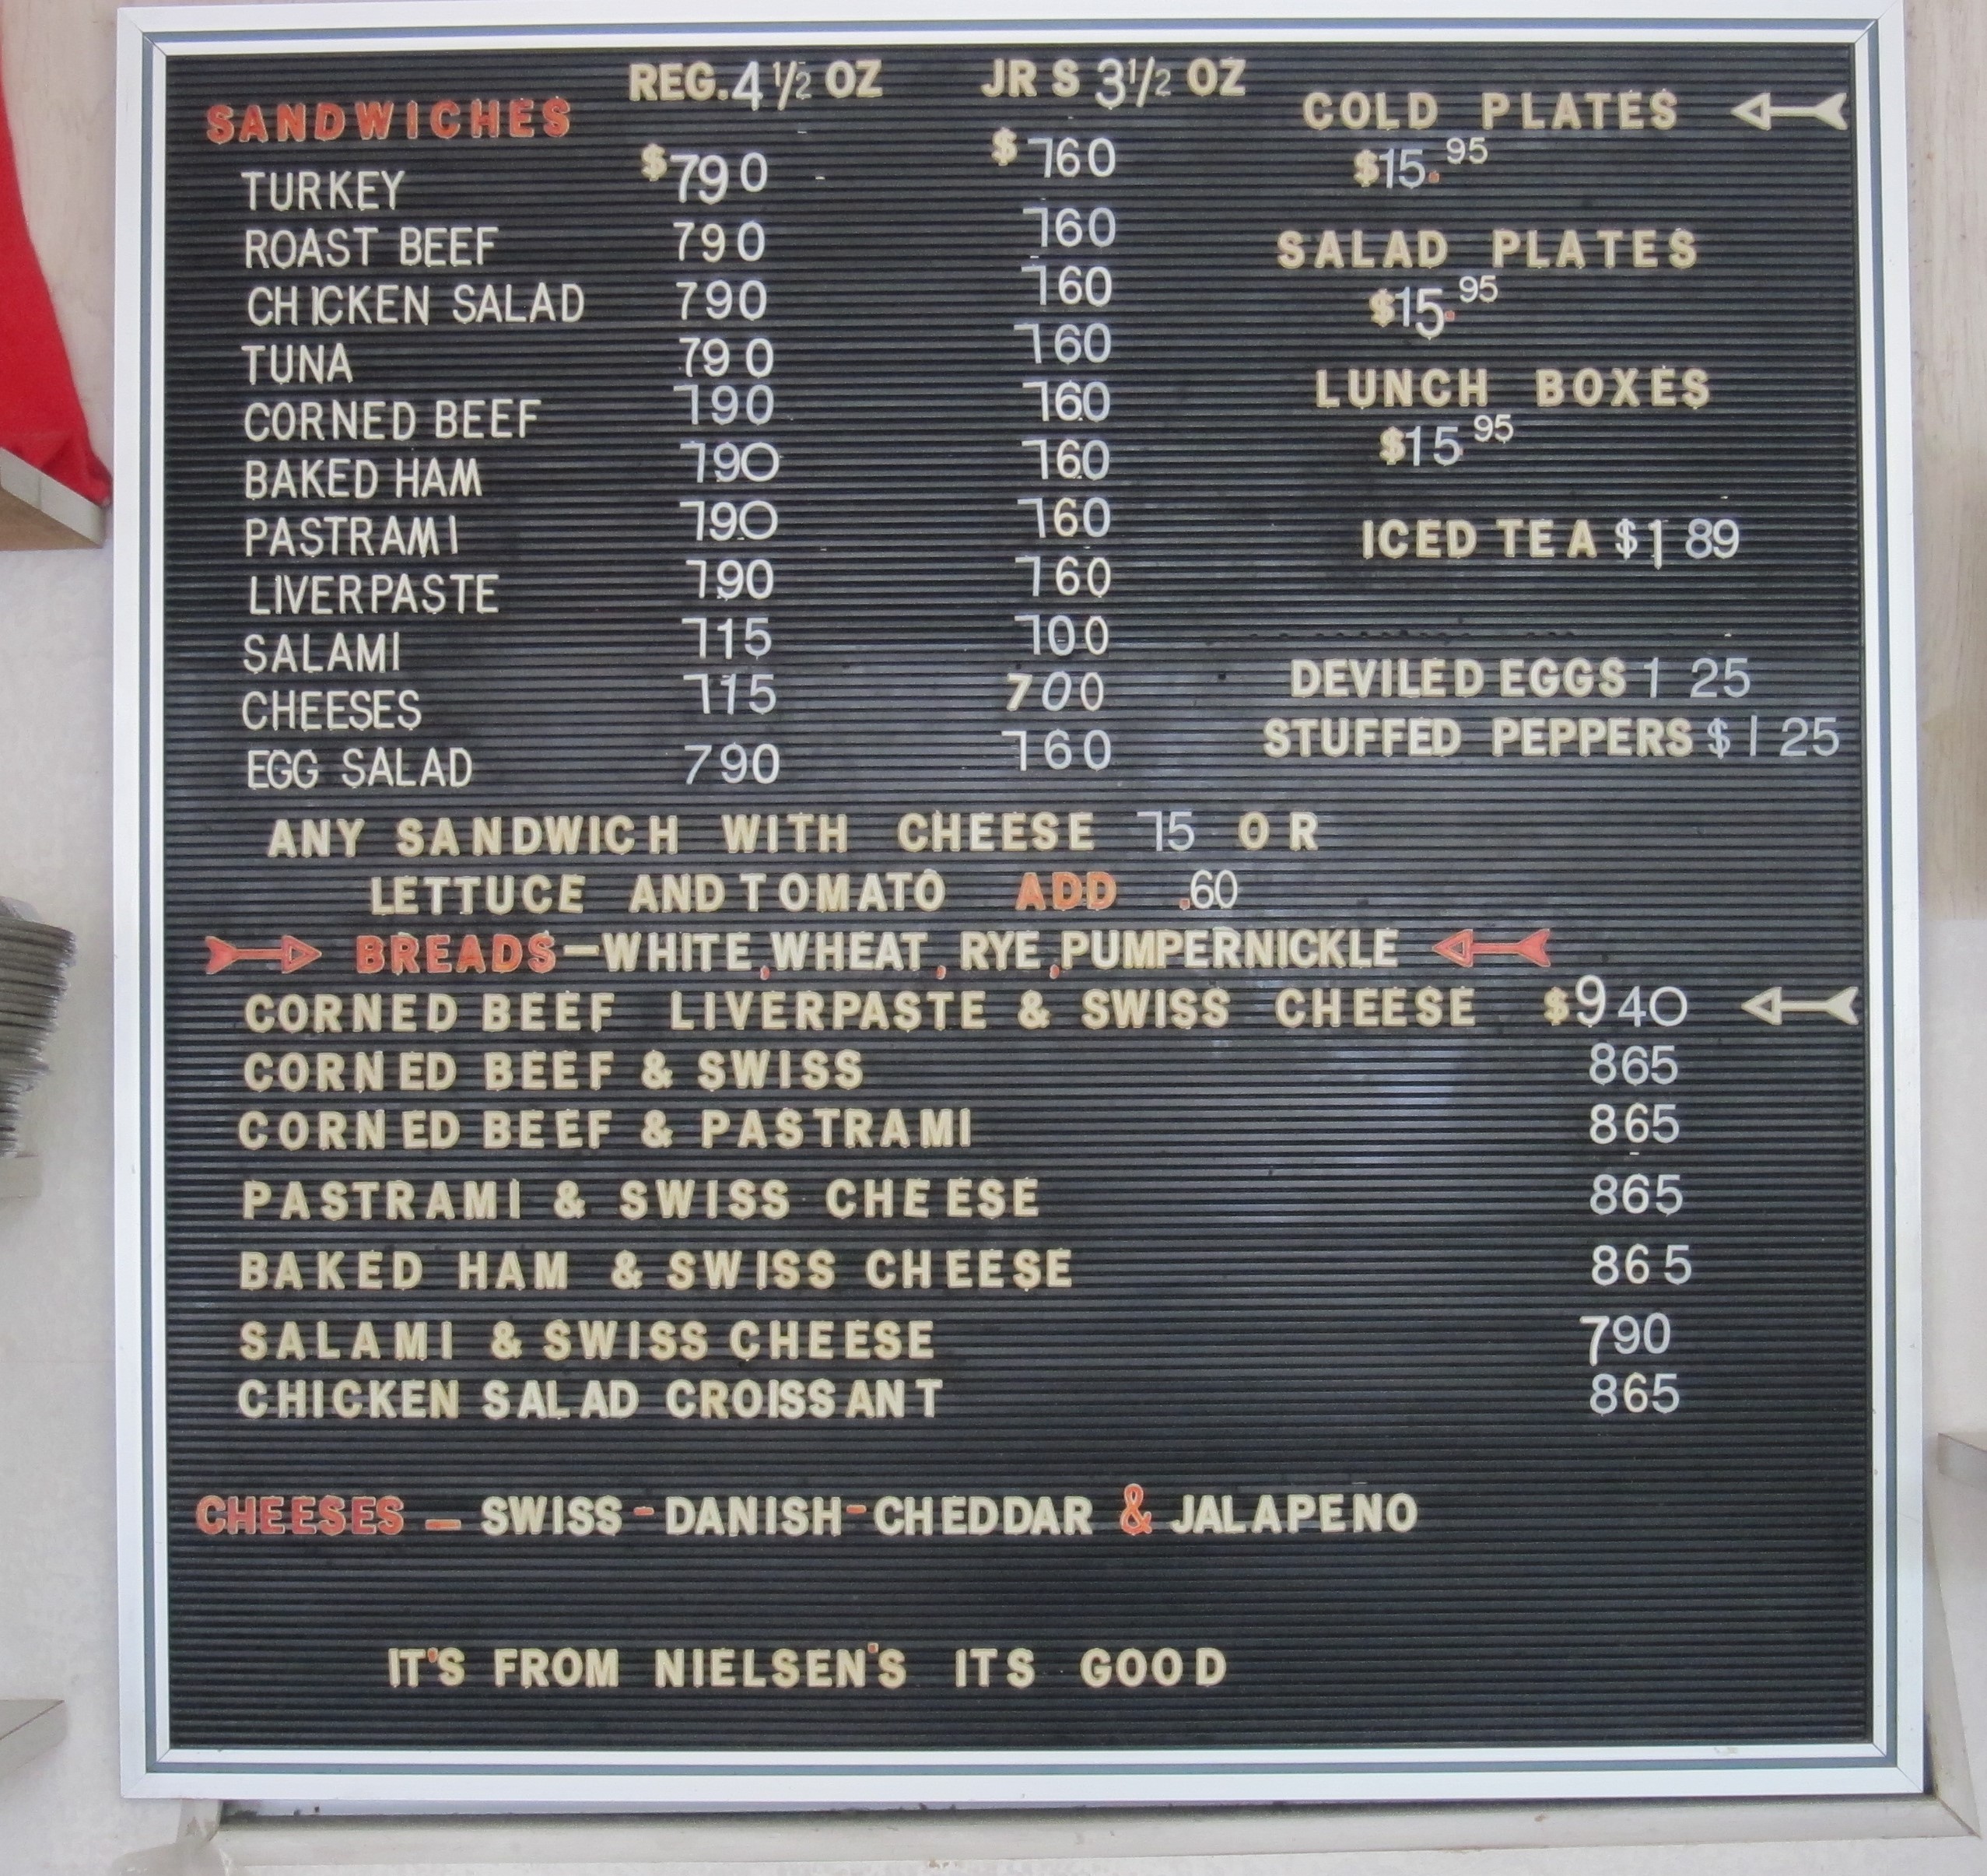 REG. 4 1/2 OZ JR S 3 1/2 OZ
SANDWICHES
TURKEY $790 $760
ROAST BEEF 790 760
CHICKEN SALAD 790 760
TUNA 790 760
CORNED BEEF 790 760
BAKED HAM 790 760
PASTRAMI 790 760
LIVERPASTE 790 760
SALAMI 715 700
CHEESES 715 700
EGG SALAD 790 760
COLD PLATES
$15.95
SALAD PLATES
$15.95
LUNCH BOXES
$15 95
ICED TEA $1 89
DEVILED EGGS 1 25
STUFFED PEPPERS $1 25
ANY SANDWICH WITH CHEESE 75 OR
LETTUCE AND TOMATO ADD .60
BREADS—WHITE, WHEAT, RYE, PUMPERNICKLE
CORNED BEEF LIVERPASTE & SWISS CHEESE $940
CORNED BEEF & SWISS 865
CORNED BEEF & PASTRAMI 865
PASTRAMI & SWISS CHEESE 865
BAKED HAM & SWISS CHEESE 865
SALAMI & SWISS CHEESE 790
CHICKEN SALAD CROISSANT 865
CHEESES — SWISS-DANISH-CHEDDAR & JALAPENO
IT'S FROM NIELSEN'S ITS GOOD